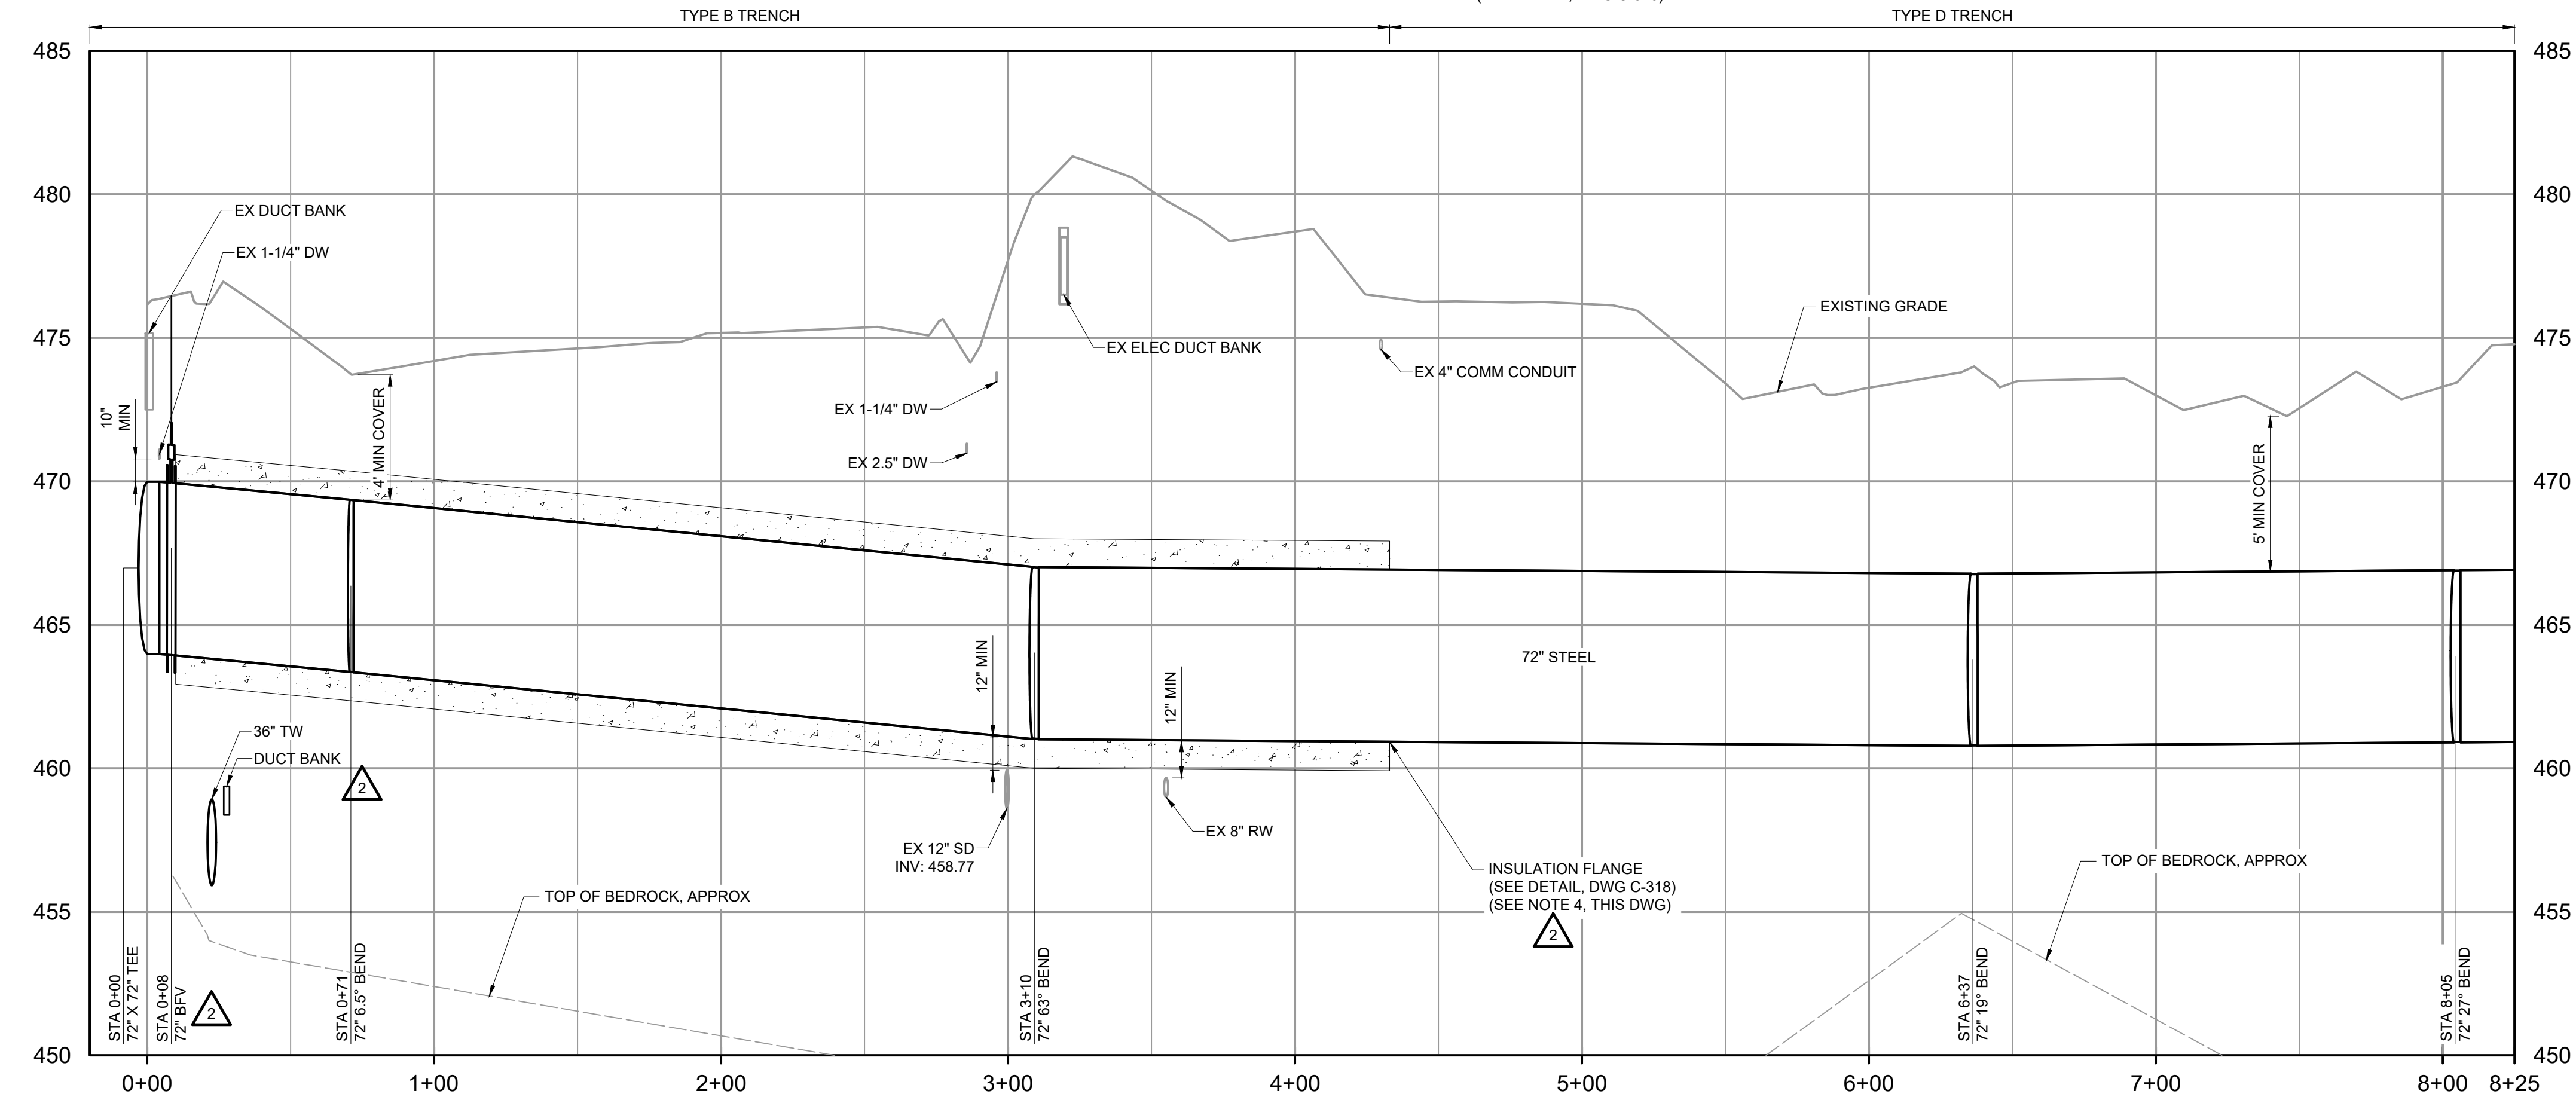 TYPE B TRENCH
TYPE D TRENCH
485
485
480
480
475
475
470
470
465
465
460
460
455
455
450
450
EX DUCT BANK
EX 1-1/4" DW
10"
MIN
4' MIN COVER
EX 1-1/4" DW
EX 2.5" DW
EX ELEC DUCT BANK
EX 4" COMM CONDUIT
EXISTING GRADE
5' MIN COVER
72" STEEL
12" MIN
12" MIN
36" TW
DUCT BANK
2
EX 12" SD
INV: 458.77
EX 8" RW
INSULATION FLANGE
(SEE DETAIL, DWG C-318)
(SEE NOTE 4, THIS DWG)
2
TOP OF BEDROCK, APPROX
TOP OF BEDROCK, APPROX
2
STA 0+00
72" X 72" TEE
STA 0+08
72" BFV
STA 0+71
72" 6.5° BEND
STA 3+10
72" 63° BEND
STA 6+37
72" 19° BEND
STA 8+05
72" 27° BEND
0+00
1+00
2+00
3+00
4+00
5+00
6+00
7+00
8+00
8+25